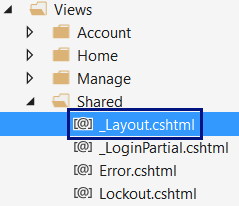 Views
Account
Home
Manage
Shared
[@] _Layout.cshtml
[@] _LoginPartial.cshtml
[@] Error.cshtml
[@] Lockout.cshtml